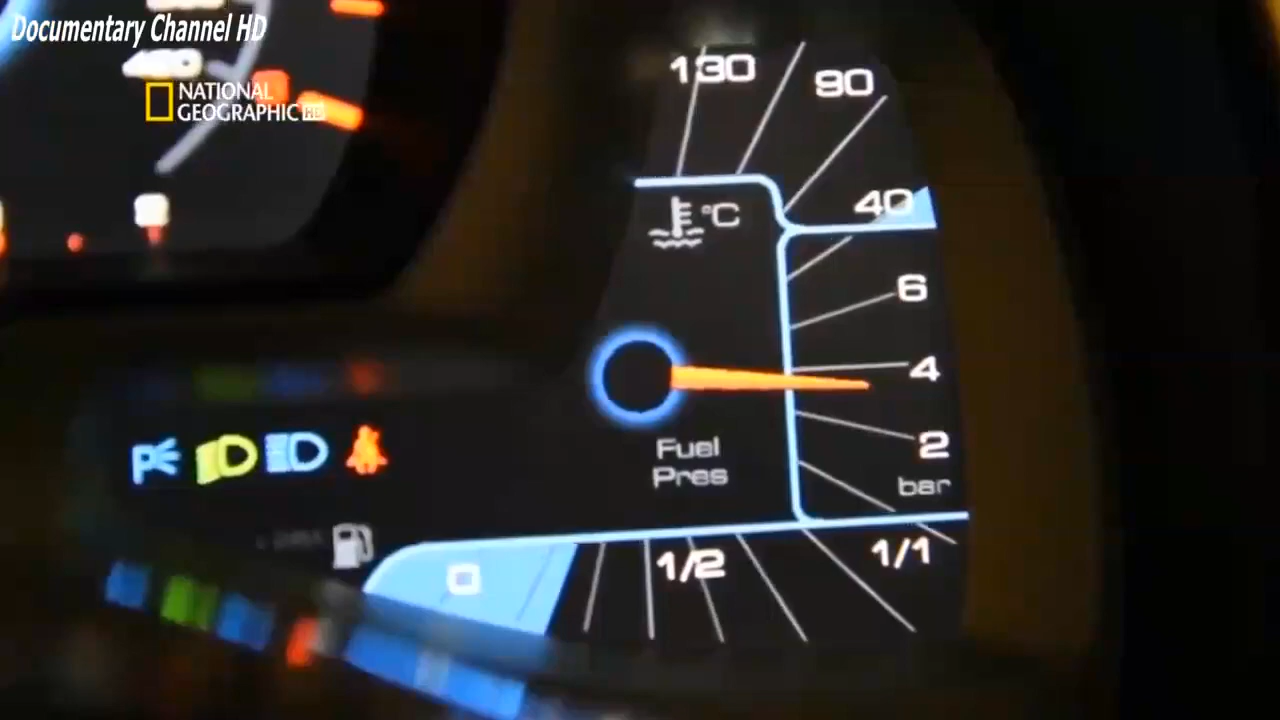 Documentary Channel HD
NATIONAL
GEOGRAPHIC HD
130
90
40
°C
6
4
2
bar
Fuel
Pres
0
1/2
1/1